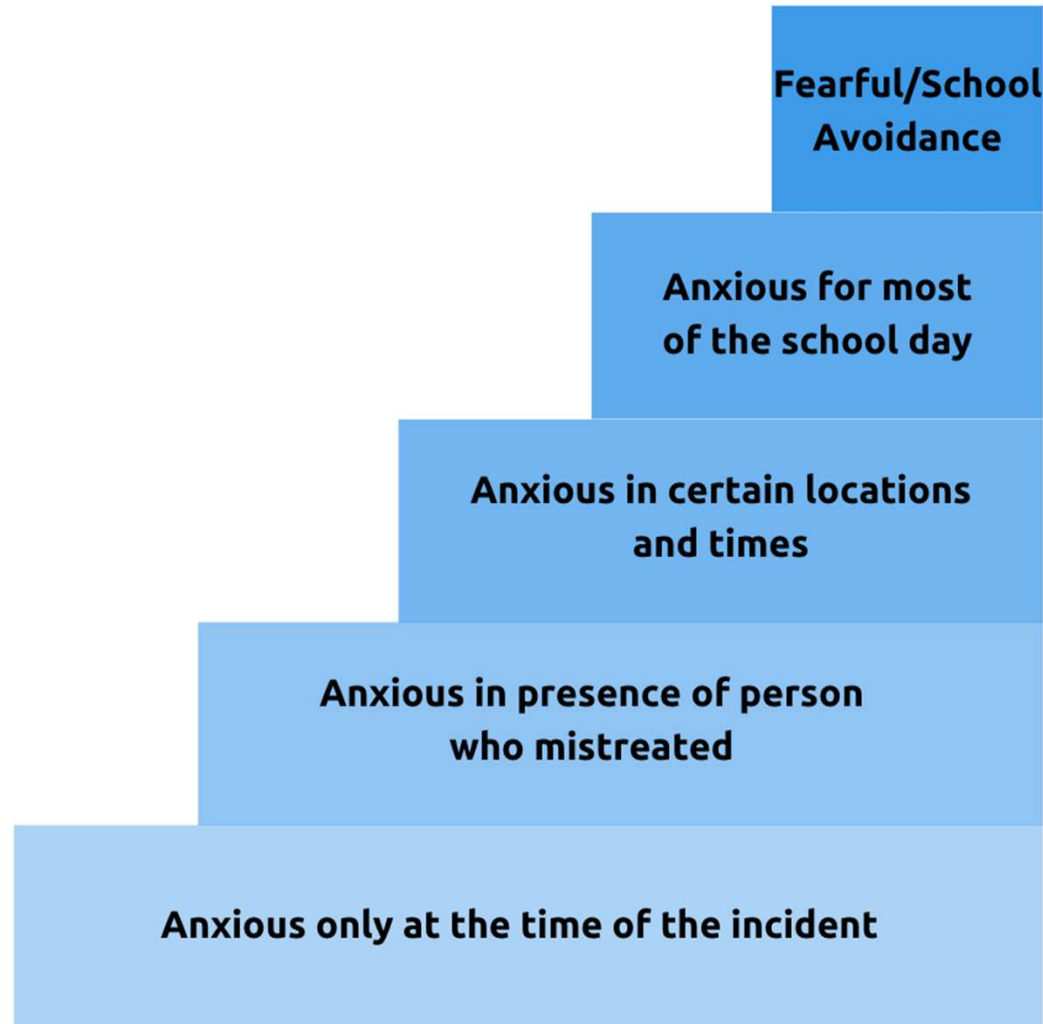 Fearful/School
Avoidance
Anxious for most
of the school day
Anxious in certain locations
and times
Anxious in presence of person
who mistreated
Anxious only at the time of the incident